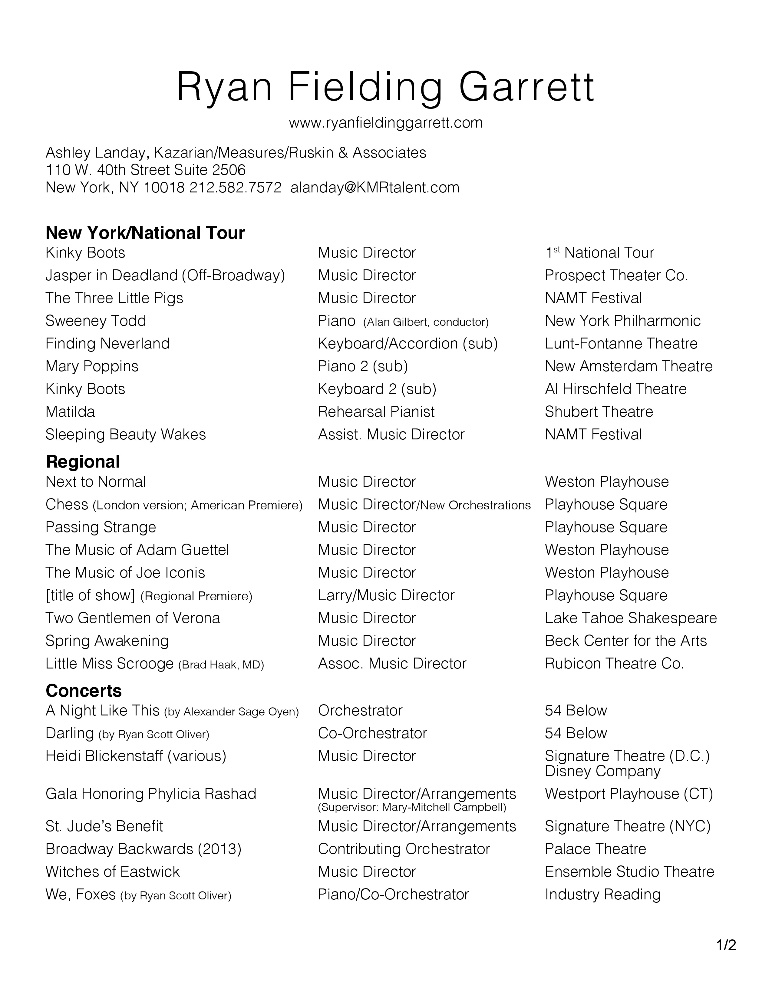 Ryan Fielding Garrett
www.ryanfieldinggarrett.com
Ashley Landay, Kazarian/Measures/Ruskin & Associates
110 W. 40th Street Suite 2506
New York, NY 10018 212.582.7572 alanday@KMRtalent.com
New York/National Tour
Kinky Boots Music Director 1st National Tour
Jasper in Deadland (Off-Broadway) Music Director Prospect Theater Co.
The Three Little Pigs Music Director NAMT Festival
Sweeney Todd Piano (Alan Gilbert, conductor) New York Philharmonic
Finding Neverland Keyboard/Accordion (sub) Lunt-Fontanne Theatre
Mary Poppins Piano 2 (sub) New Amsterdam Theatre
Kinky Boots Keyboard 2 (sub) Al Hirschfeld Theatre
Matilda Rehearsal Pianist Shubert Theatre
Sleeping Beauty Wakes Assist. Music Director NAMT Festival
Regional
Next to Normal Music Director Weston Playhouse
Chess (London version; American Premiere) Music Director/New Orchestrations Playhouse Square
Passing Strange Music Director Playhouse Square
The Music of Adam Guettel Music Director Weston Playhouse
The Music of Joe Iconis Music Director Weston Playhouse
[title of show] (Regional Premiere) Larry/Music Director Playhouse Square
Two Gentlemen of Verona Music Director Lake Tahoe Shakespeare
Spring Awakening Music Director Beck Center for the Arts
Little Miss Scrooge (Brad Haak, MD) Assoc. Music Director Rubicon Theatre Co.
Concerts
A Night Like This (by Alexander Sage Oyen) Orchestrator 54 Below
Darling (by Ryan Scott Oliver) Co-Orchestrator 54 Below
Heidi Blickenstaff (various) Music Director Signature Theatre (D.C.)
Disney Company
Gala Honoring Phylicia Rashad Music Director/Arrangements Westport Playhouse (CT)
(Supervisor: Mary-Mitchell Campbell)
St. Jude's Benefit Music Director/Arrangements Signature Theatre (NYC)
Broadway Backwards (2013) Contributing Orchestrator Palace Theatre
Witches of Eastwick Music Director Ensemble Studio Theatre
We, Foxes (by Ryan Scott Oliver) Piano/Co-Orchestrator Industry Reading
1/2